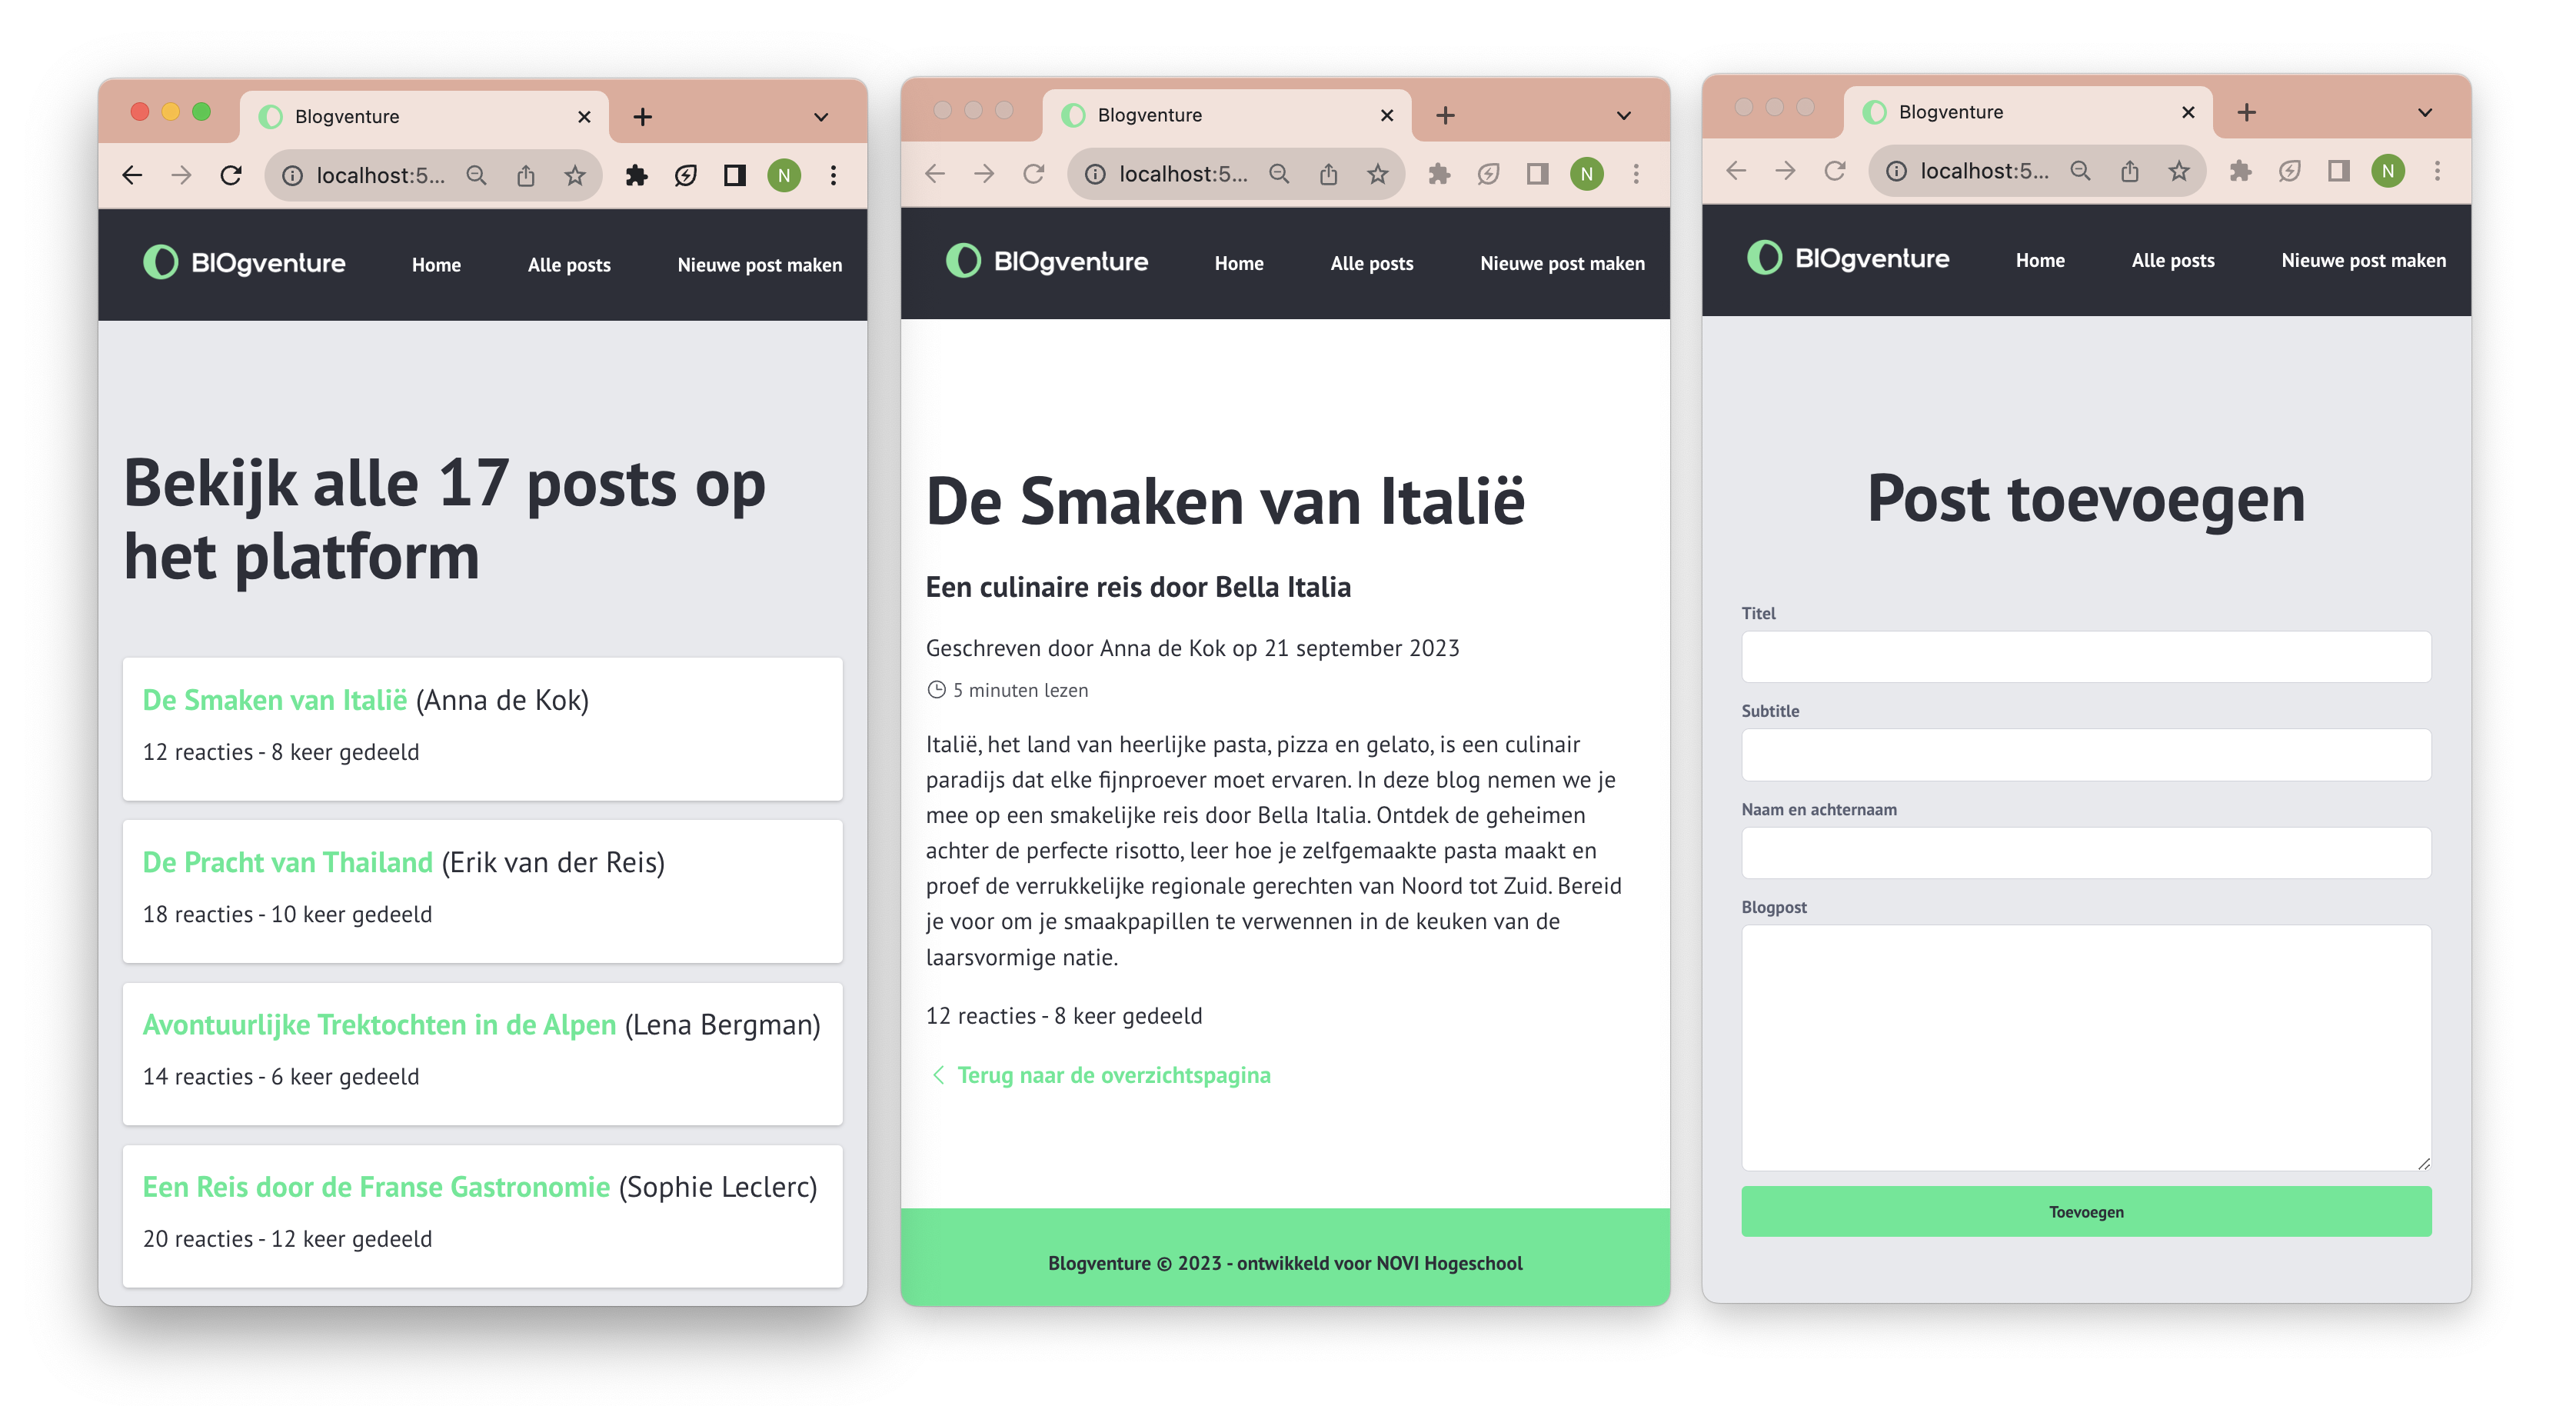 Blogventure
localhost:5...
N
BlOgventure
Home
Alle posts
Nieuwe post maken
Bekijk alle 17 posts op
het platform
De Smaken van Italië (Anna de Kok)
12 reacties - 8 keer gedeeld
De Pracht van Thailand (Erik van der Reis)
18 reacties - 10 keer gedeeld
Avontuurlijke Trektochten in de Alpen (Lena Bergman)
14 reacties - 6 keer gedeeld
Een Reis door de Franse Gastronomie (Sophie Leclerc)
20 reacties - 12 keer gedeeld
Blogventure
localhost:5...
N
BlOgventure
Home
Alle posts
Nieuwe post maken
De Smaken van Italië
Een culinaire reis door Bella Italia
Geschreven door Anna de Kok op 21 september 2023
5 minuten lezen
Italië, het land van heerlijke pasta, pizza en gelato, is een culinair
paradijs dat elke fijnproever moet ervaren. In deze blog nemen we je
mee op een smakelijke reis door Bella Italia. Ontdek de geheimen
achter de perfecte risotto, leer hoe je zelfgemaakte pasta maakt en
proef de verrukkelijke regionale gerechten van Noord tot Zuid. Bereid
je voor om je smaakpapillen te verwennen in de keuken van de
laarsvormige natie.
12 reacties - 8 keer gedeeld
Terug naar de overzichtspagina
Blogventure © 2023 - ontwikkeld voor NOVI Hogeschool
Blogventure
localhost:5...
N
BlOgventure
Home
Alle posts
Nieuwe post maken
Post toevoegen
Titel
Subtitle
Naam en achternaam
Blogpost
Toevoegen